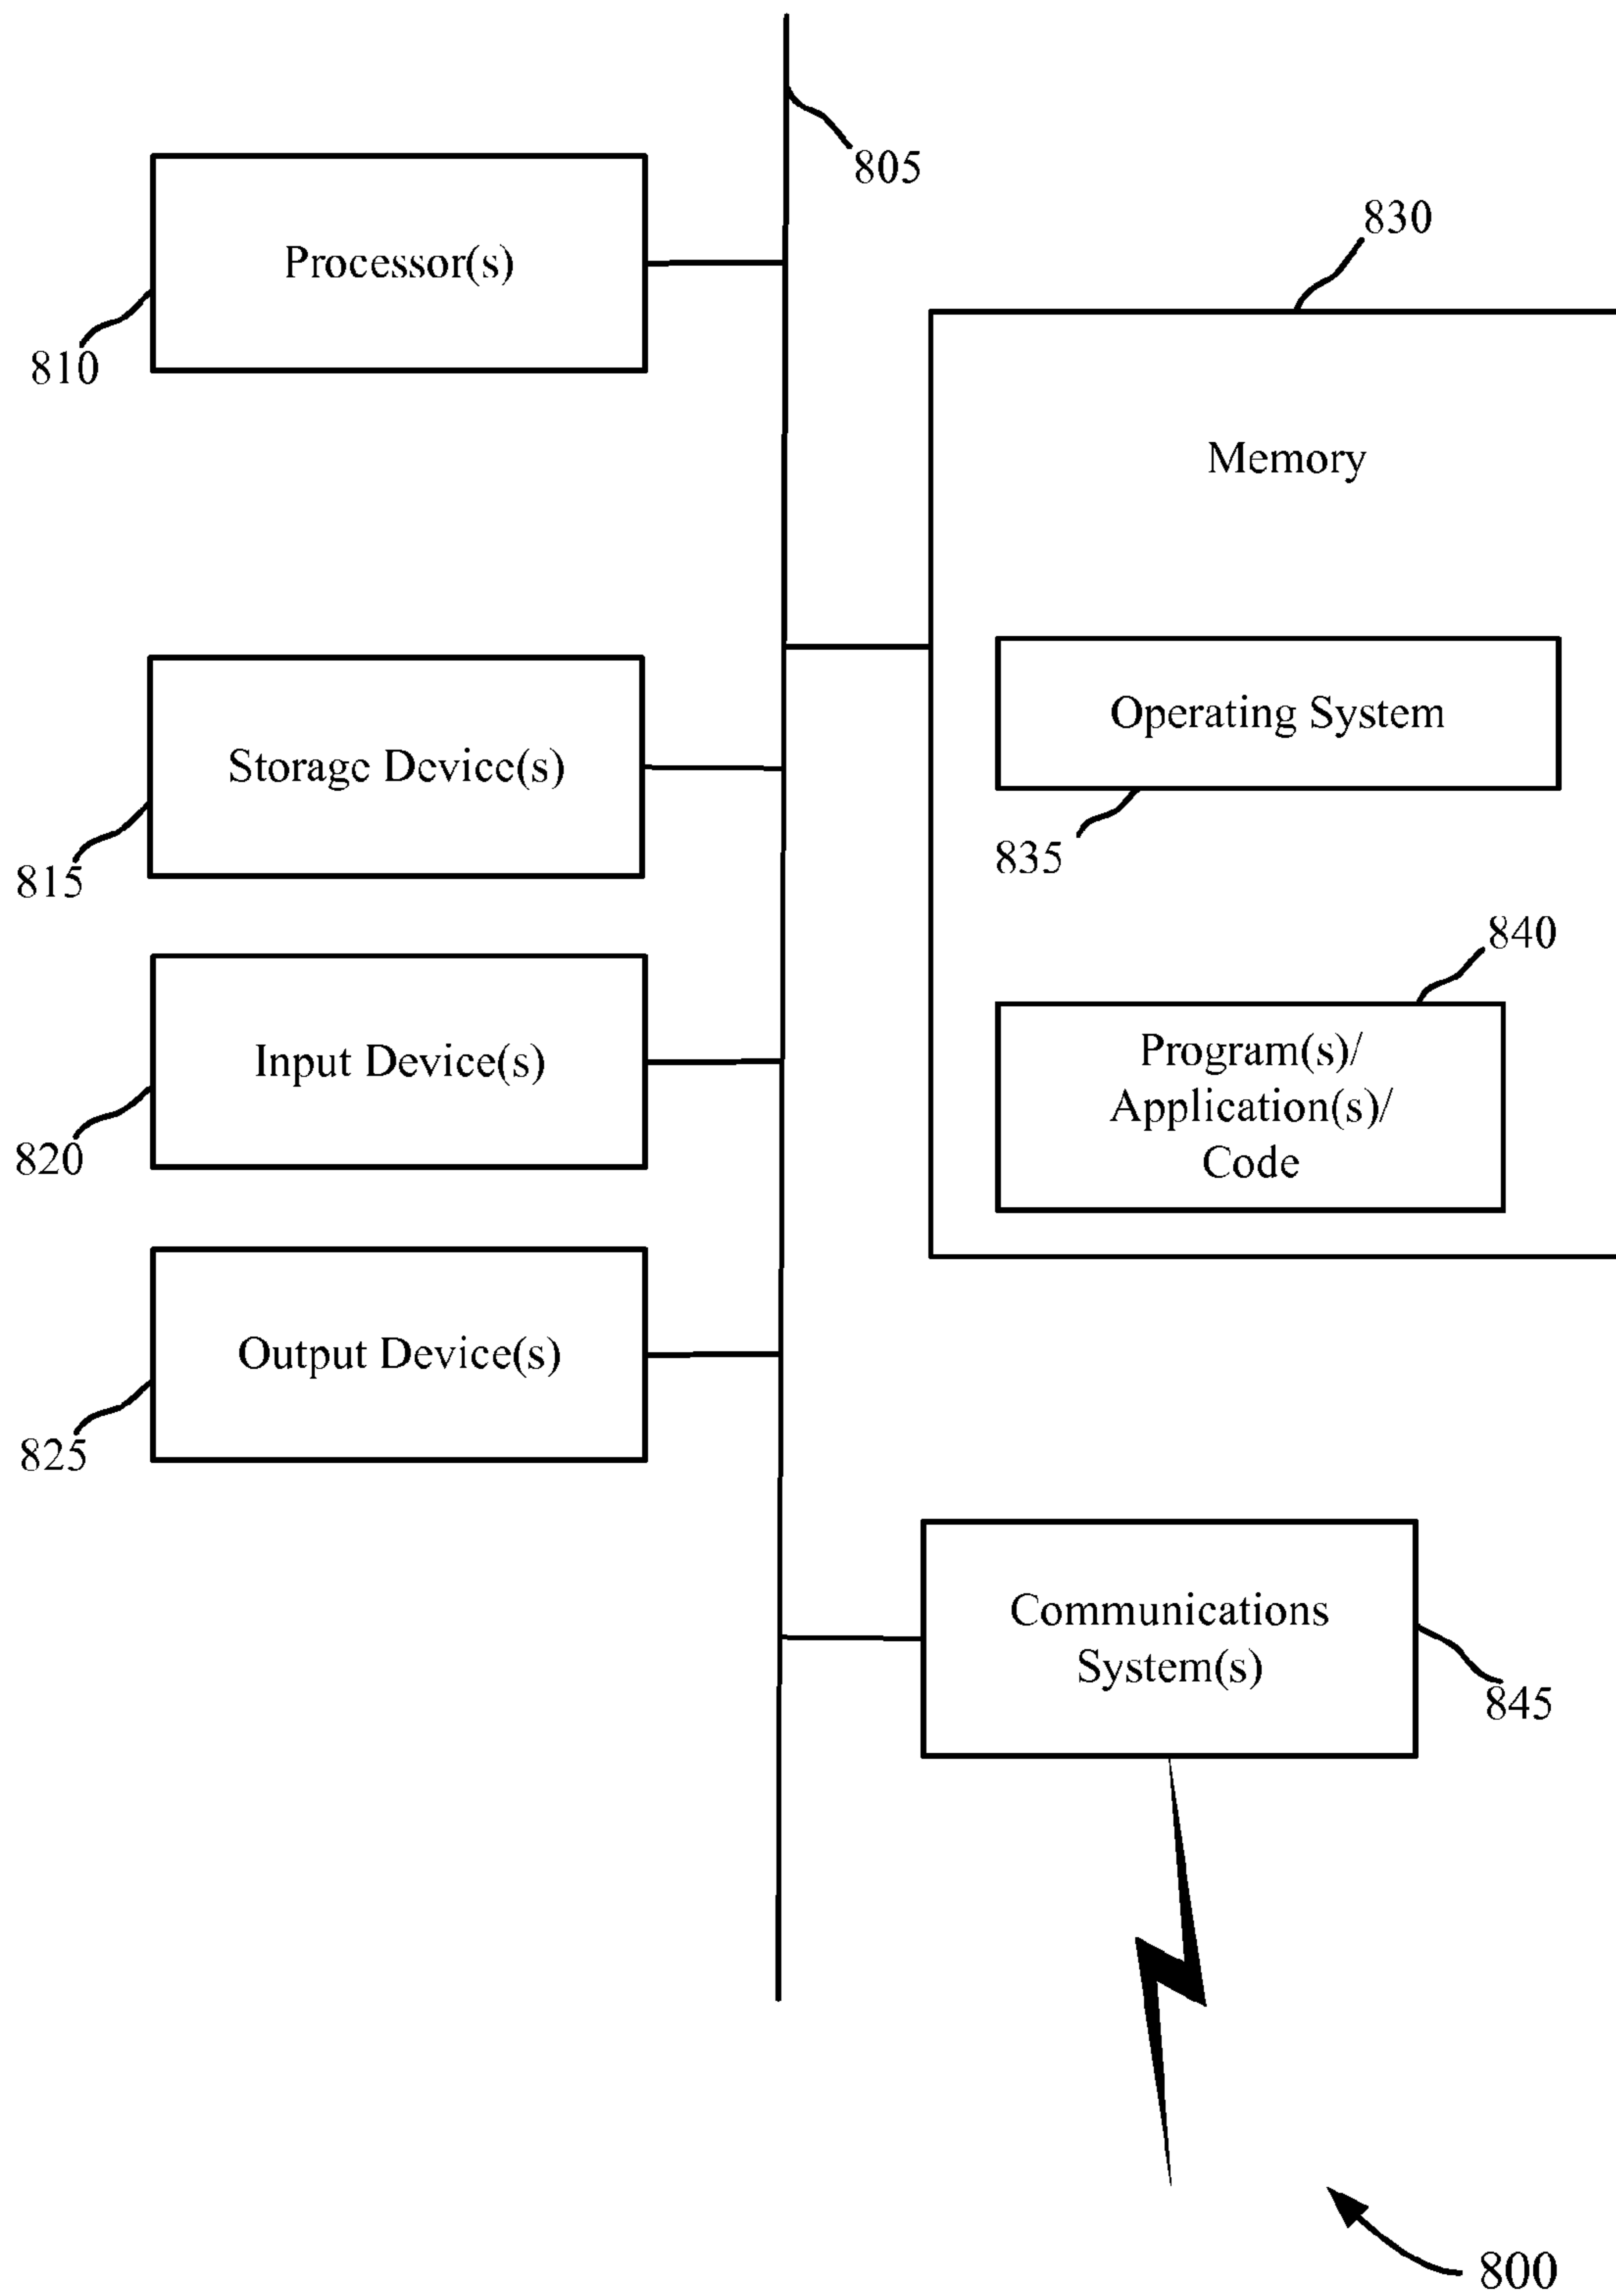 805
Processor(s)
810
830
Memory
Storage Device(s)
815
Operating System
835
Input Device(s)
820
840
Program(s)/
Application(s)/
Code
Output Device(s)
825
Communications
System(s)
845
800